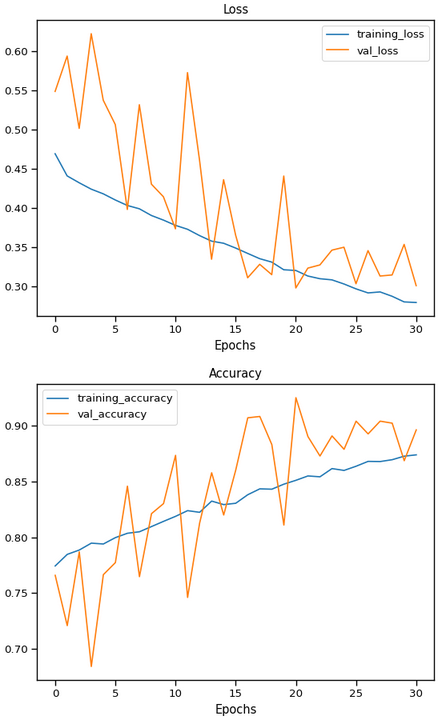 Loss
training_loss
val_loss
0.60
0.55
0.50
0.45
0.40
0.35
0.30
0 5 10 15 20 25 30
Epochs
Accuracy
training_accuracy
val_accuracy
0.90
0.85
0.80
0.75
0.70
0 5 10 15 20 25 30
Epochs